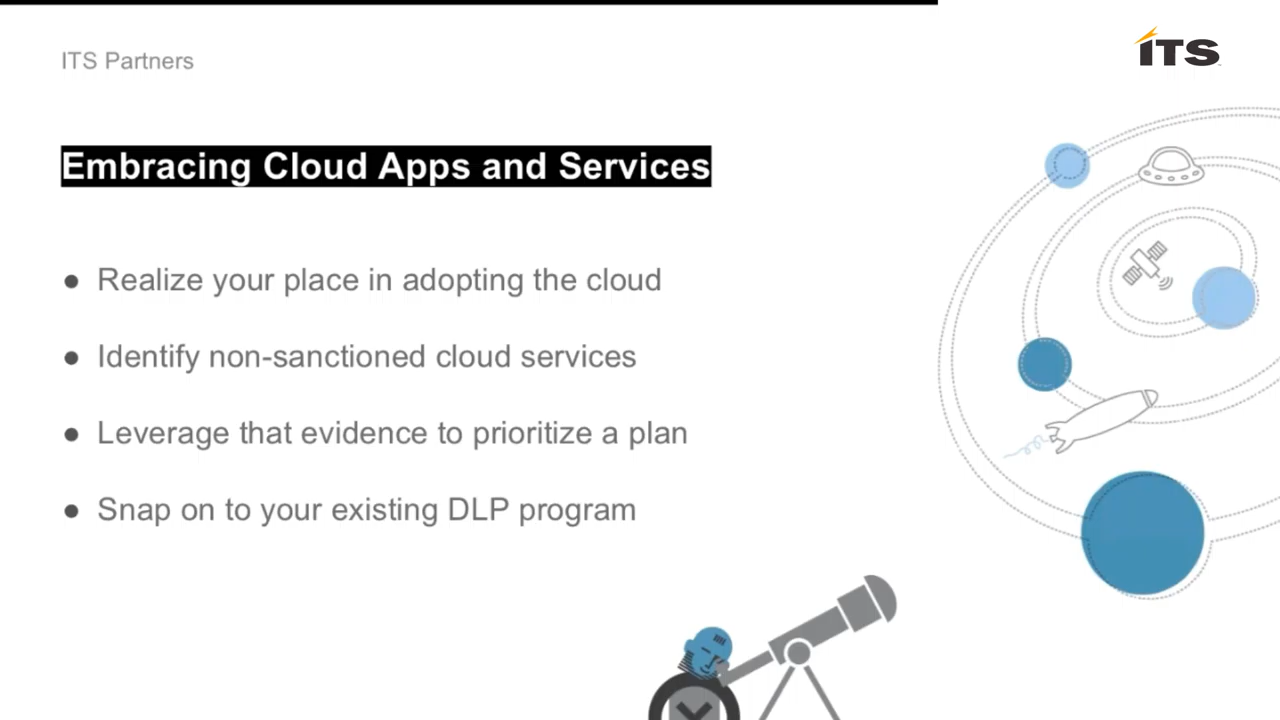 ITS Partners
ITS
Embracing Cloud Apps and Services
● Realize your place in adopting the cloud
● Identify non-sanctioned cloud services
● Leverage that evidence to prioritize a plan
● Snap on to your existing DLP program